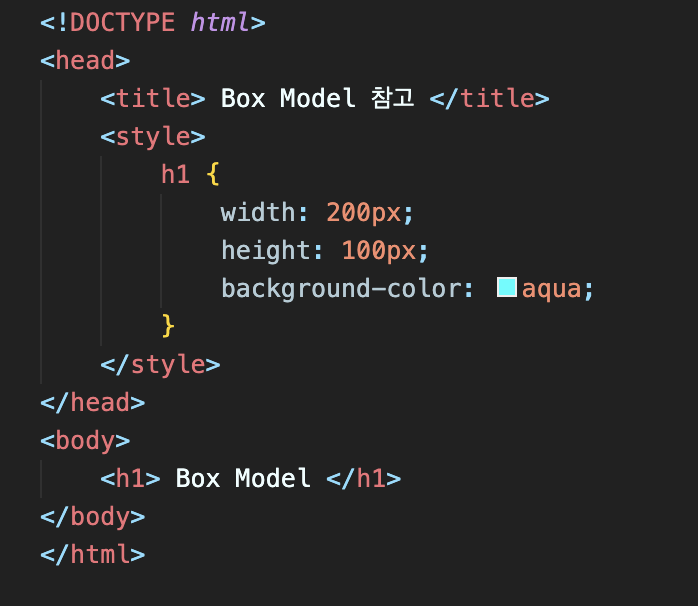 <!DOCTYPE html>
<head>
<title> Box Model 참고 </title>
<style>
h1 {
width: 200px;
height: 100px;
background-color: aqua;
}
</style>
</head>
<body>
<h1> Box Model </h1>
</body>
</html>